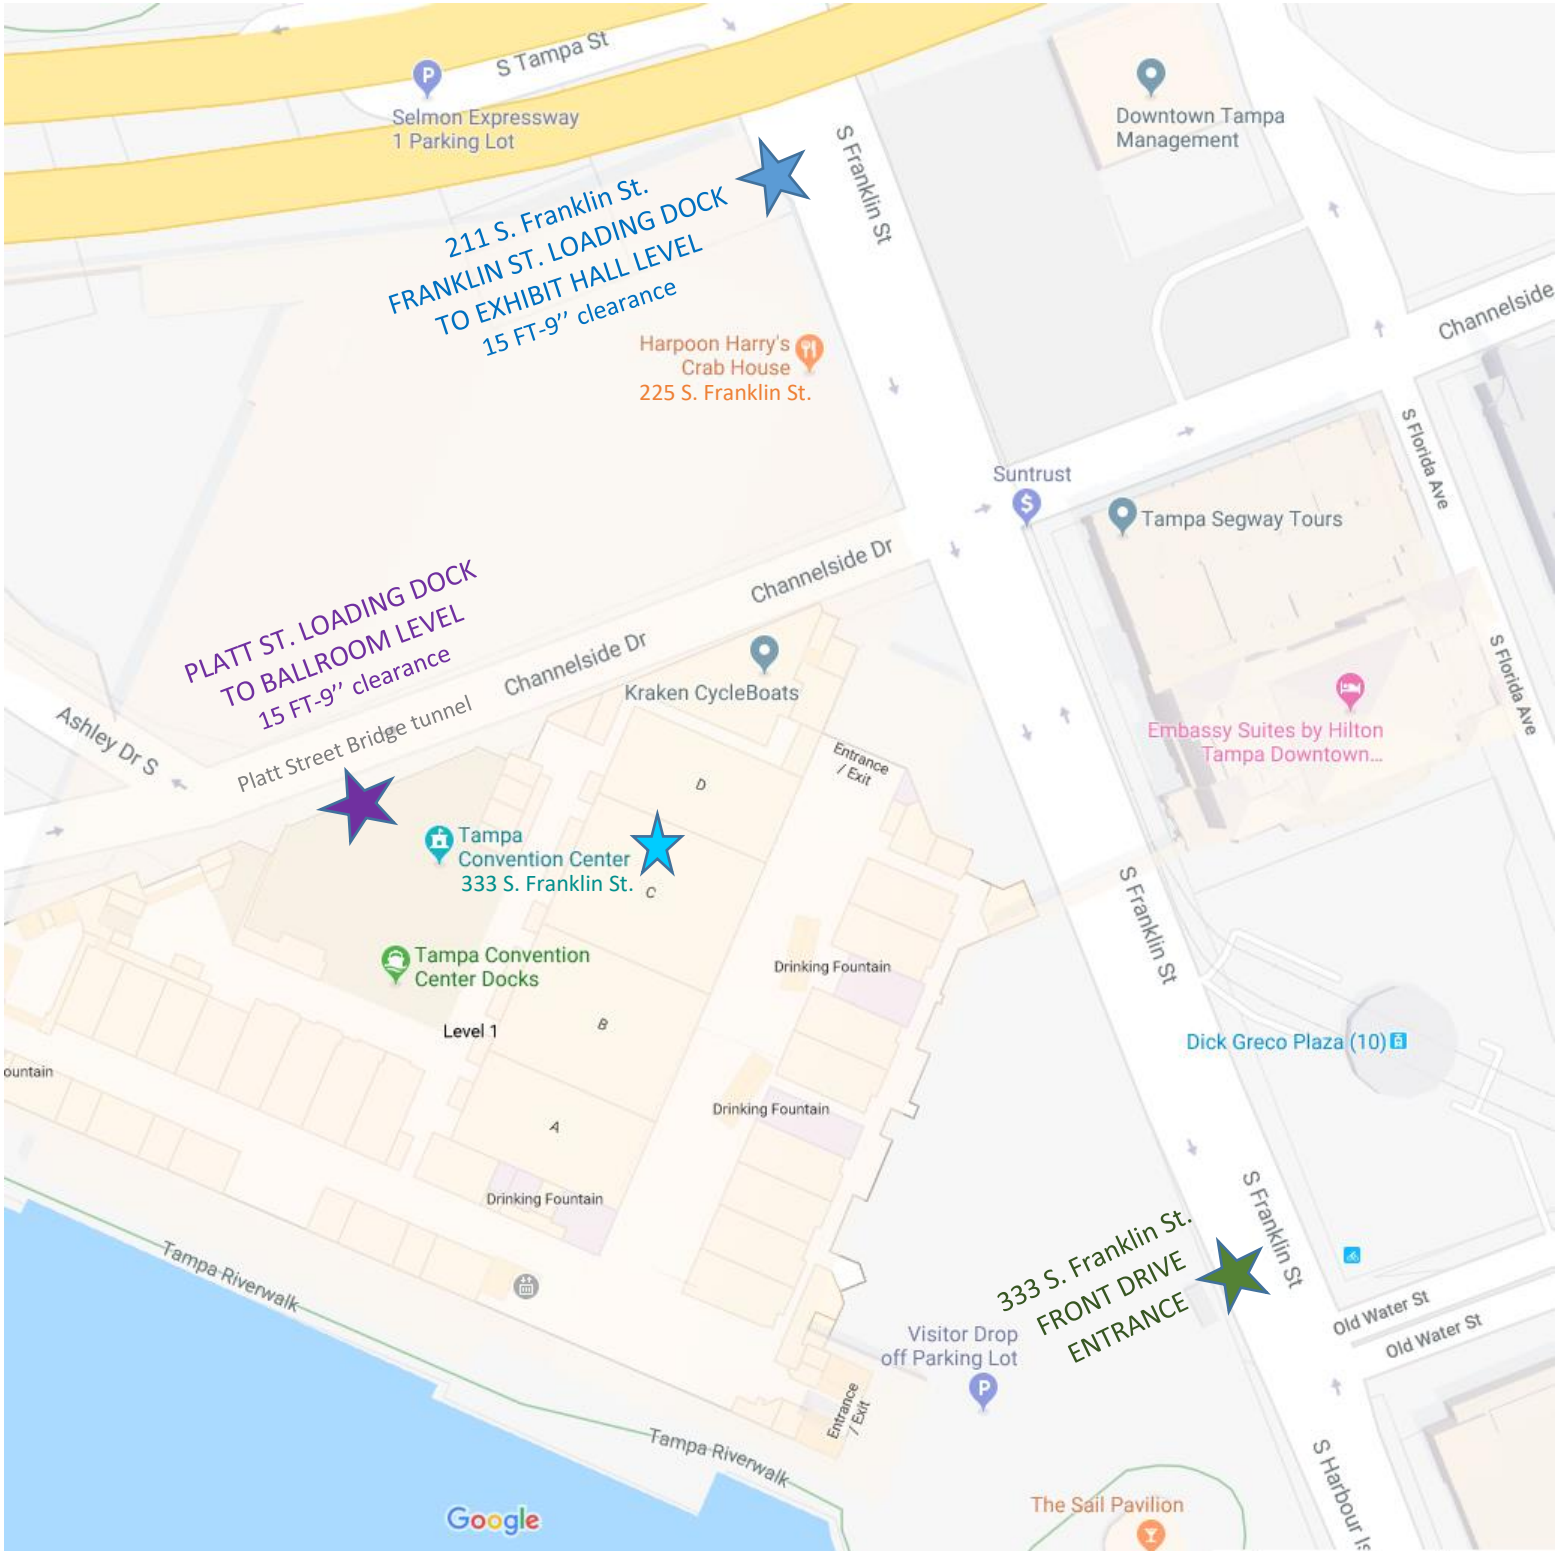 S Tampa St
Selmon Expressway
1 Parking Lot
Downtown Tampa
Management
S Franklin St
211 S. Franklin St.
FRANKLIN ST. LOADING DOCK
TO EXHIBIT HALL LEVEL
15 FT-9’’ clearance
Harpoon Harry's
Crab House
225 S. Franklin St.
Channelside
S Florida Ave
Suntrust
$
Tampa Segway Tours
Channelside Dr
PLATT ST. LOADING DOCK
TO BALLROOM LEVEL
15 FT-9’’ clearance
Platt Street Bridge tunnel
Channelside Dr
Kraken CycleBoats
Ashley Dr S
S Florida Ave
Embassy Suites by Hilton
Tampa Downtown...
Entrance
/ Exit
D
Tampa
Convention Center
333 S. Franklin St.
C
S Franklin St
Tampa Convention
Center Docks
Drinking Fountain
Level 1
B
Dick Greco Plaza (10)
ountain
Drinking Fountain
A
Drinking Fountain
S Franklin St
333 S. Franklin St.
FRONT DRIVE
ENTRANCE
Tampa Riverwalk
Old Water St
Old Water St
Visitor Drop
off Parking Lot
P
Entrance
/ Exit
Tampa Riverwalk
S Harbour Is
The Sail Pavilion
Google
P